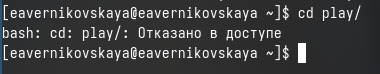 [eavernikovskaya@eavernikovskaya ~]$ cd play/
bash: cd: play/: Отказано в доступе
[eavernikovskaya@eavernikovskaya ~]$